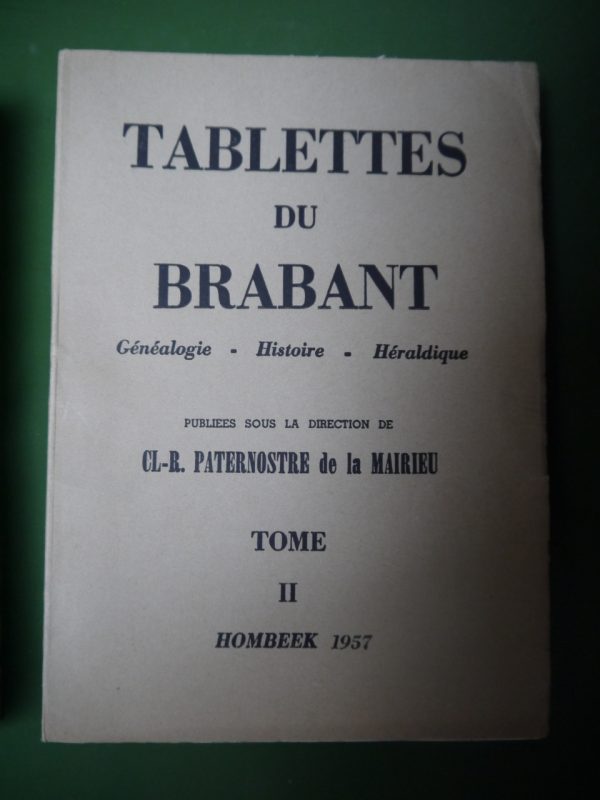 TABLETTES
DU
BRABANT
Généalogie - Histoire - Héraldique
PUBLIEES SOUS LA DIRECTION DE
CL-R. PATERNOSTRE de la MAIRIEU
TOME
II
HOMBEEK 1957